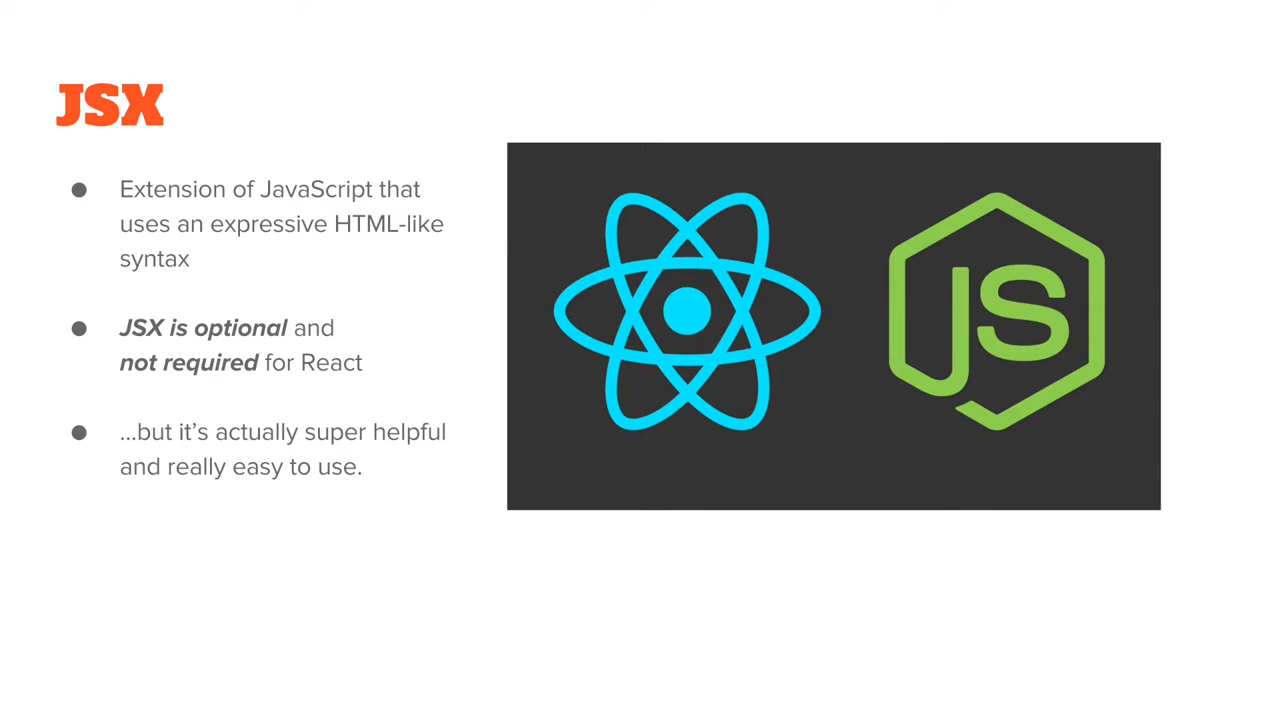 JSX
● Extension of JavaScript that
uses an expressive HTML-like
syntax
● JSX is optional and
not required for React
● ...but it’s actually super helpful
and really easy to use.
JS